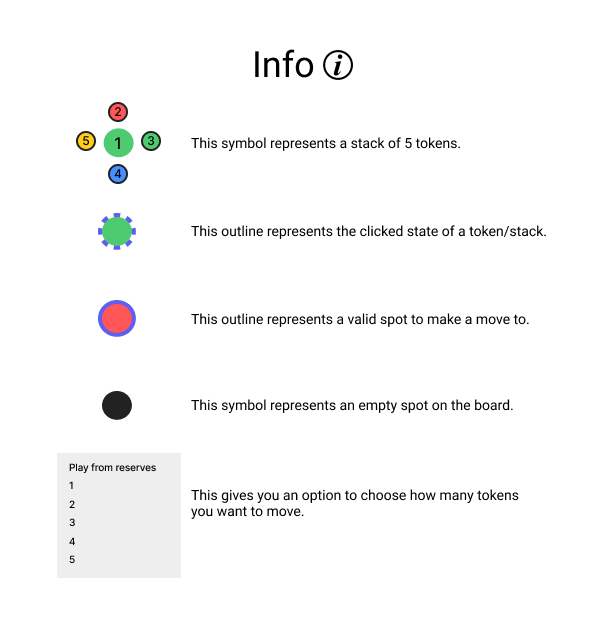 Info i
2
5 1 3
4
This symbol represents a stack of 5 tokens.
This outline represents the clicked state of a token/stack.
This outline represents a valid spot to make a move to.
This symbol represents an empty spot on the board.
Play from reserves
1
2
3
4
5
This gives you an option to choose how many tokens
you want to move.